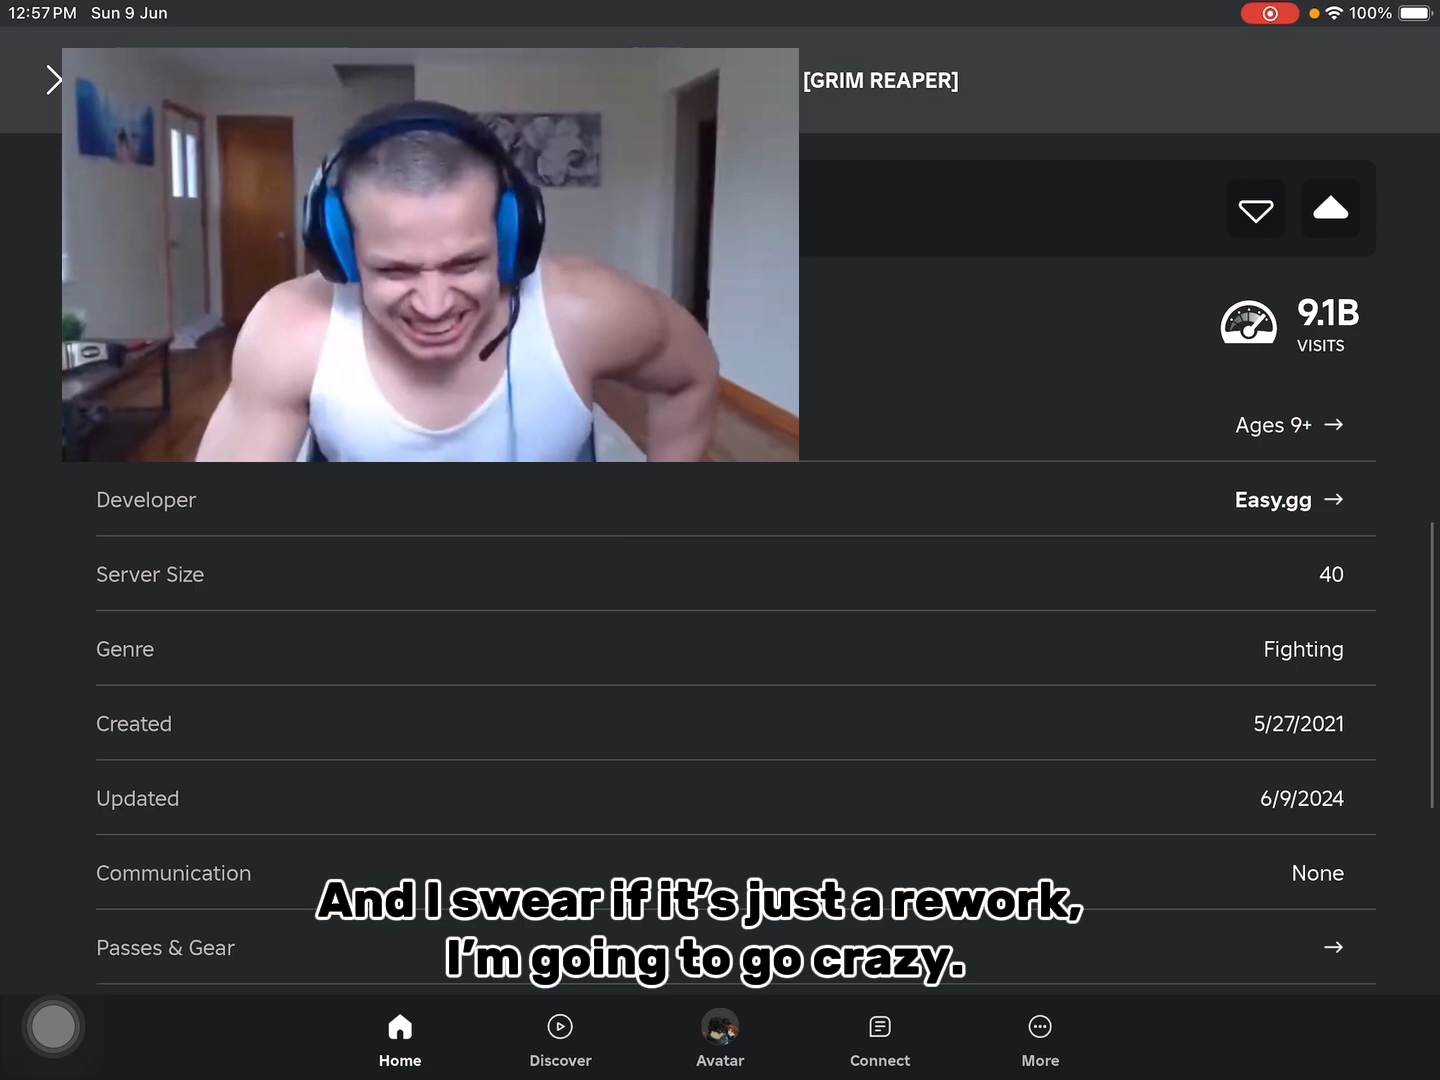 12:57 PM Sun 9 Jun
100%
[GRIM REAPER]
9.1B
VISITS
Ages 9+
Developer
Easy.gg
Server Size
40
Genre
Fighting
Created
5/27/2021
Updated
6/9/2024
Communication
None
And I swear if it's just a rework,
I'm going to go crazy.
Passes & Gear
Home
Discover
Avatar
Connect
More